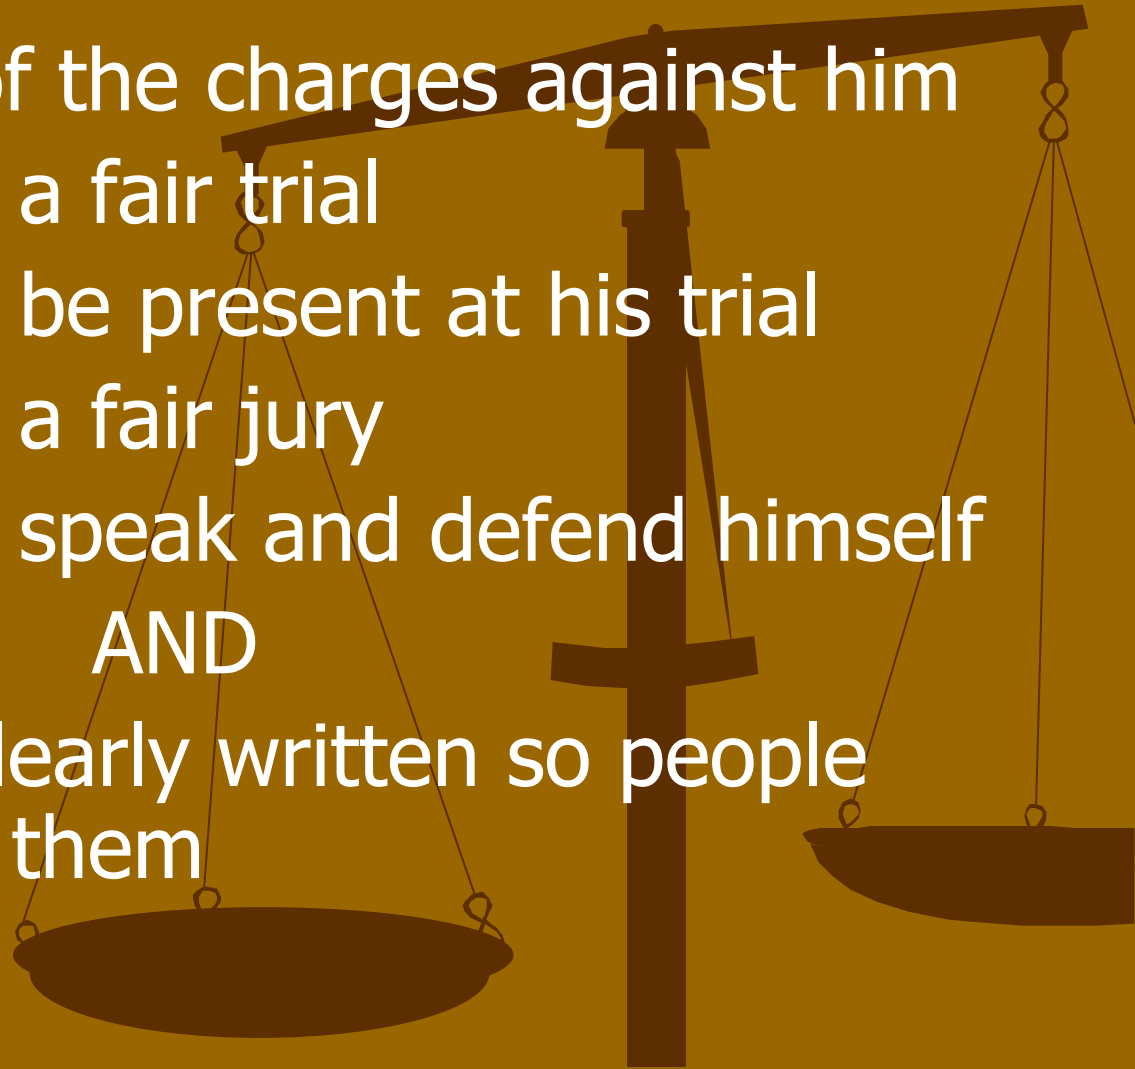 of the charges against him
a fair trial
be present at his trial
a fair jury
speak and defend himself
AND
learly written so people
them